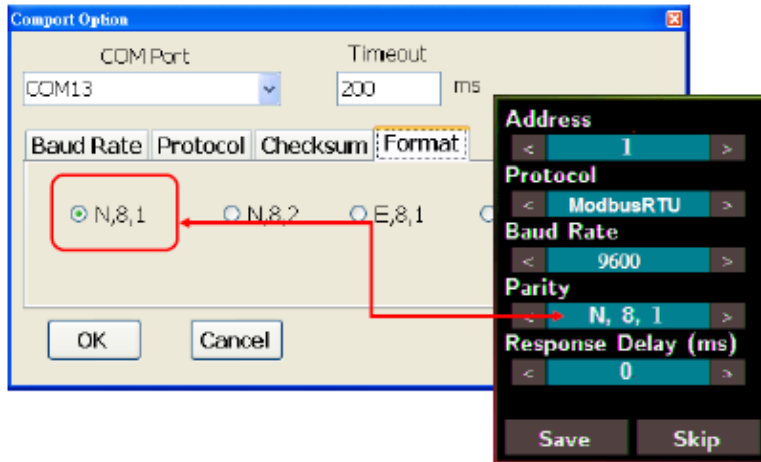 Comport Option
COM Port Timeout
COM13 200 ms
Baud Rate Protocol Checksum Format
N,8,1 N,8,2 E,8,1
OK Cancel
Address
< 1 >
Protocol
< ModbusRTU >
Baud Rate
< 9600 >
Parity
< N, 8, 1 >
Response Delay (ms)
< 0 >
Save Skip